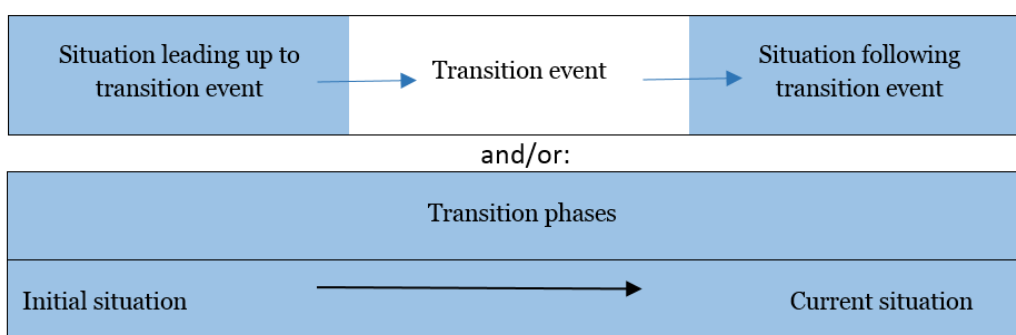 Situation leading up to
transition event
Transition event
Situation following
transition event
and/or:
Transition phases
Initial situation
Current situation